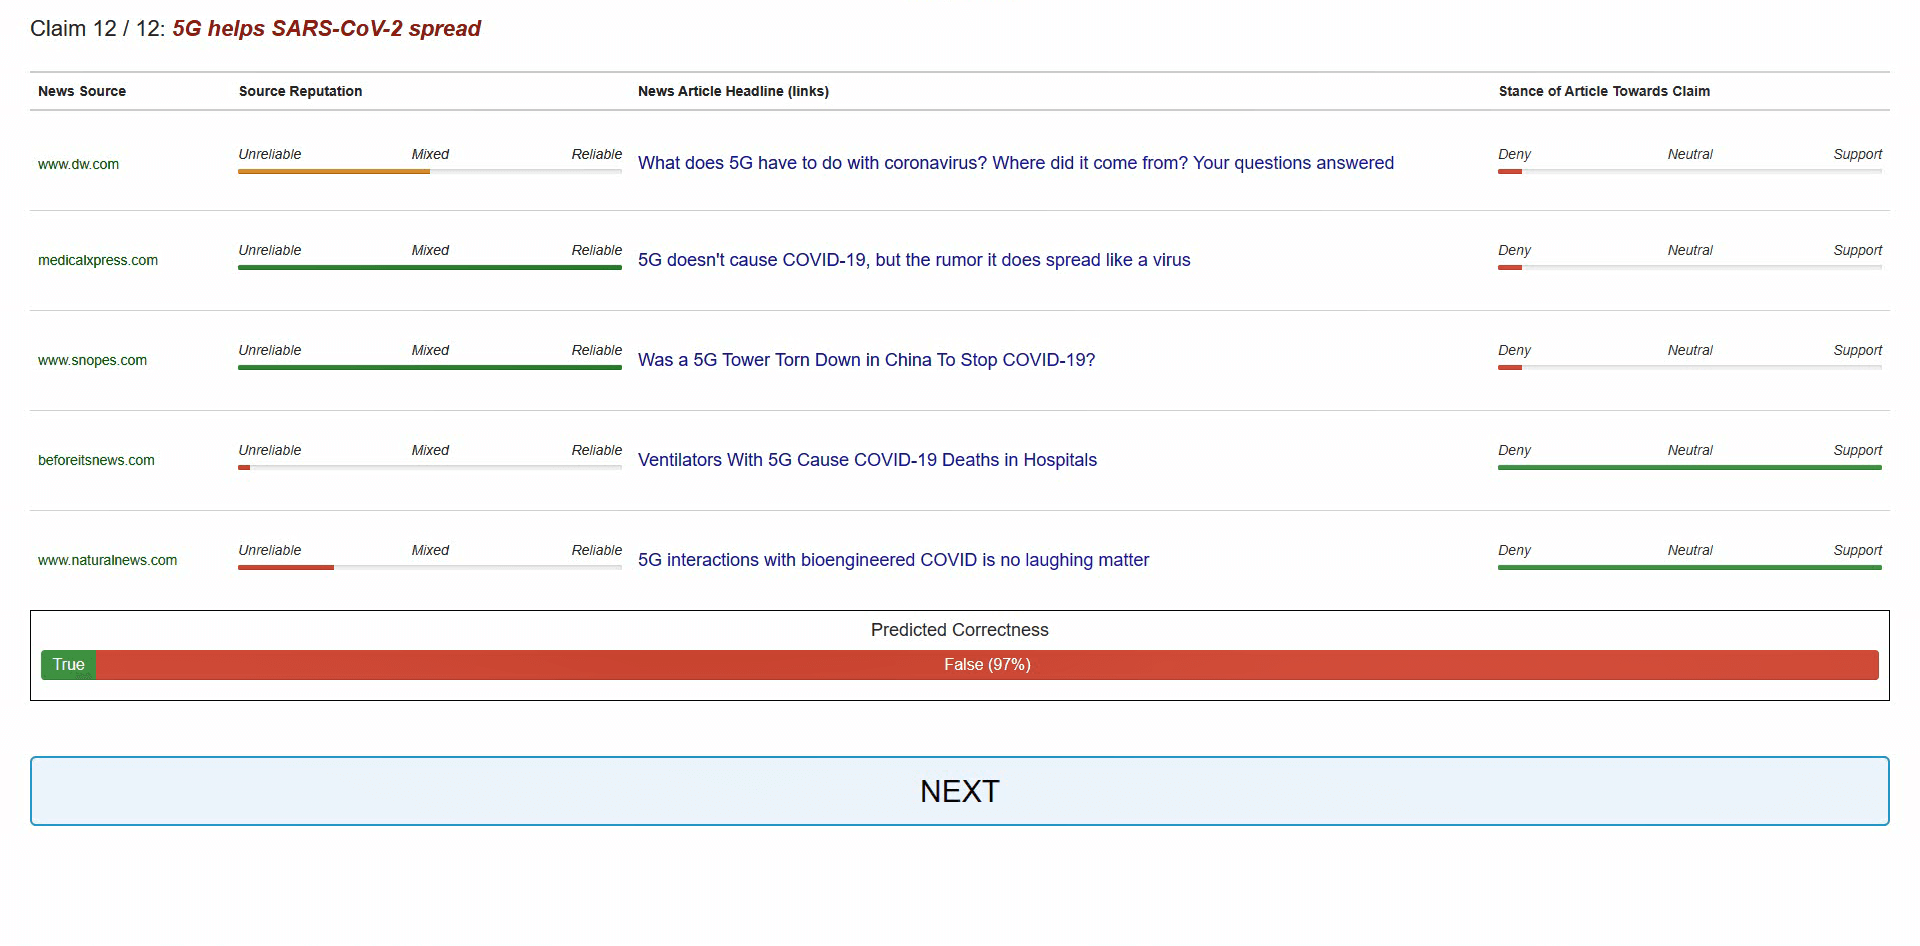 Claim 12 / 12: 5G helps SARS-CoV-2 spread
News Source Source Reputation News Article Headline (links) Stance of Article Towards Claim
Unreliable Mixed Reliable Deny Neutral Support
www.dw.com What does 5G have to do with coronavirus? Where did it come from? Your questions answered
Unreliable Mixed Reliable Deny Neutral Support
medicalxpress.com 5G doesn't cause COVID-19, but the rumor it does spread like a virus
Unreliable Mixed Reliable Deny Neutral Support
www.snopes.com Was a 5G Tower Torn Down in China To Stop COVID-19?
Unreliable Mixed Reliable Deny Neutral Support
beforeitsnews.com Ventilators With 5G Cause COVID-19 Deaths in Hospitals
Unreliable Mixed Reliable Deny Neutral Support
www.naturalnews.com 5G interactions with bioengineered COVID is no laughing matter
Predicted Correctness
True False (97%)
NEXT